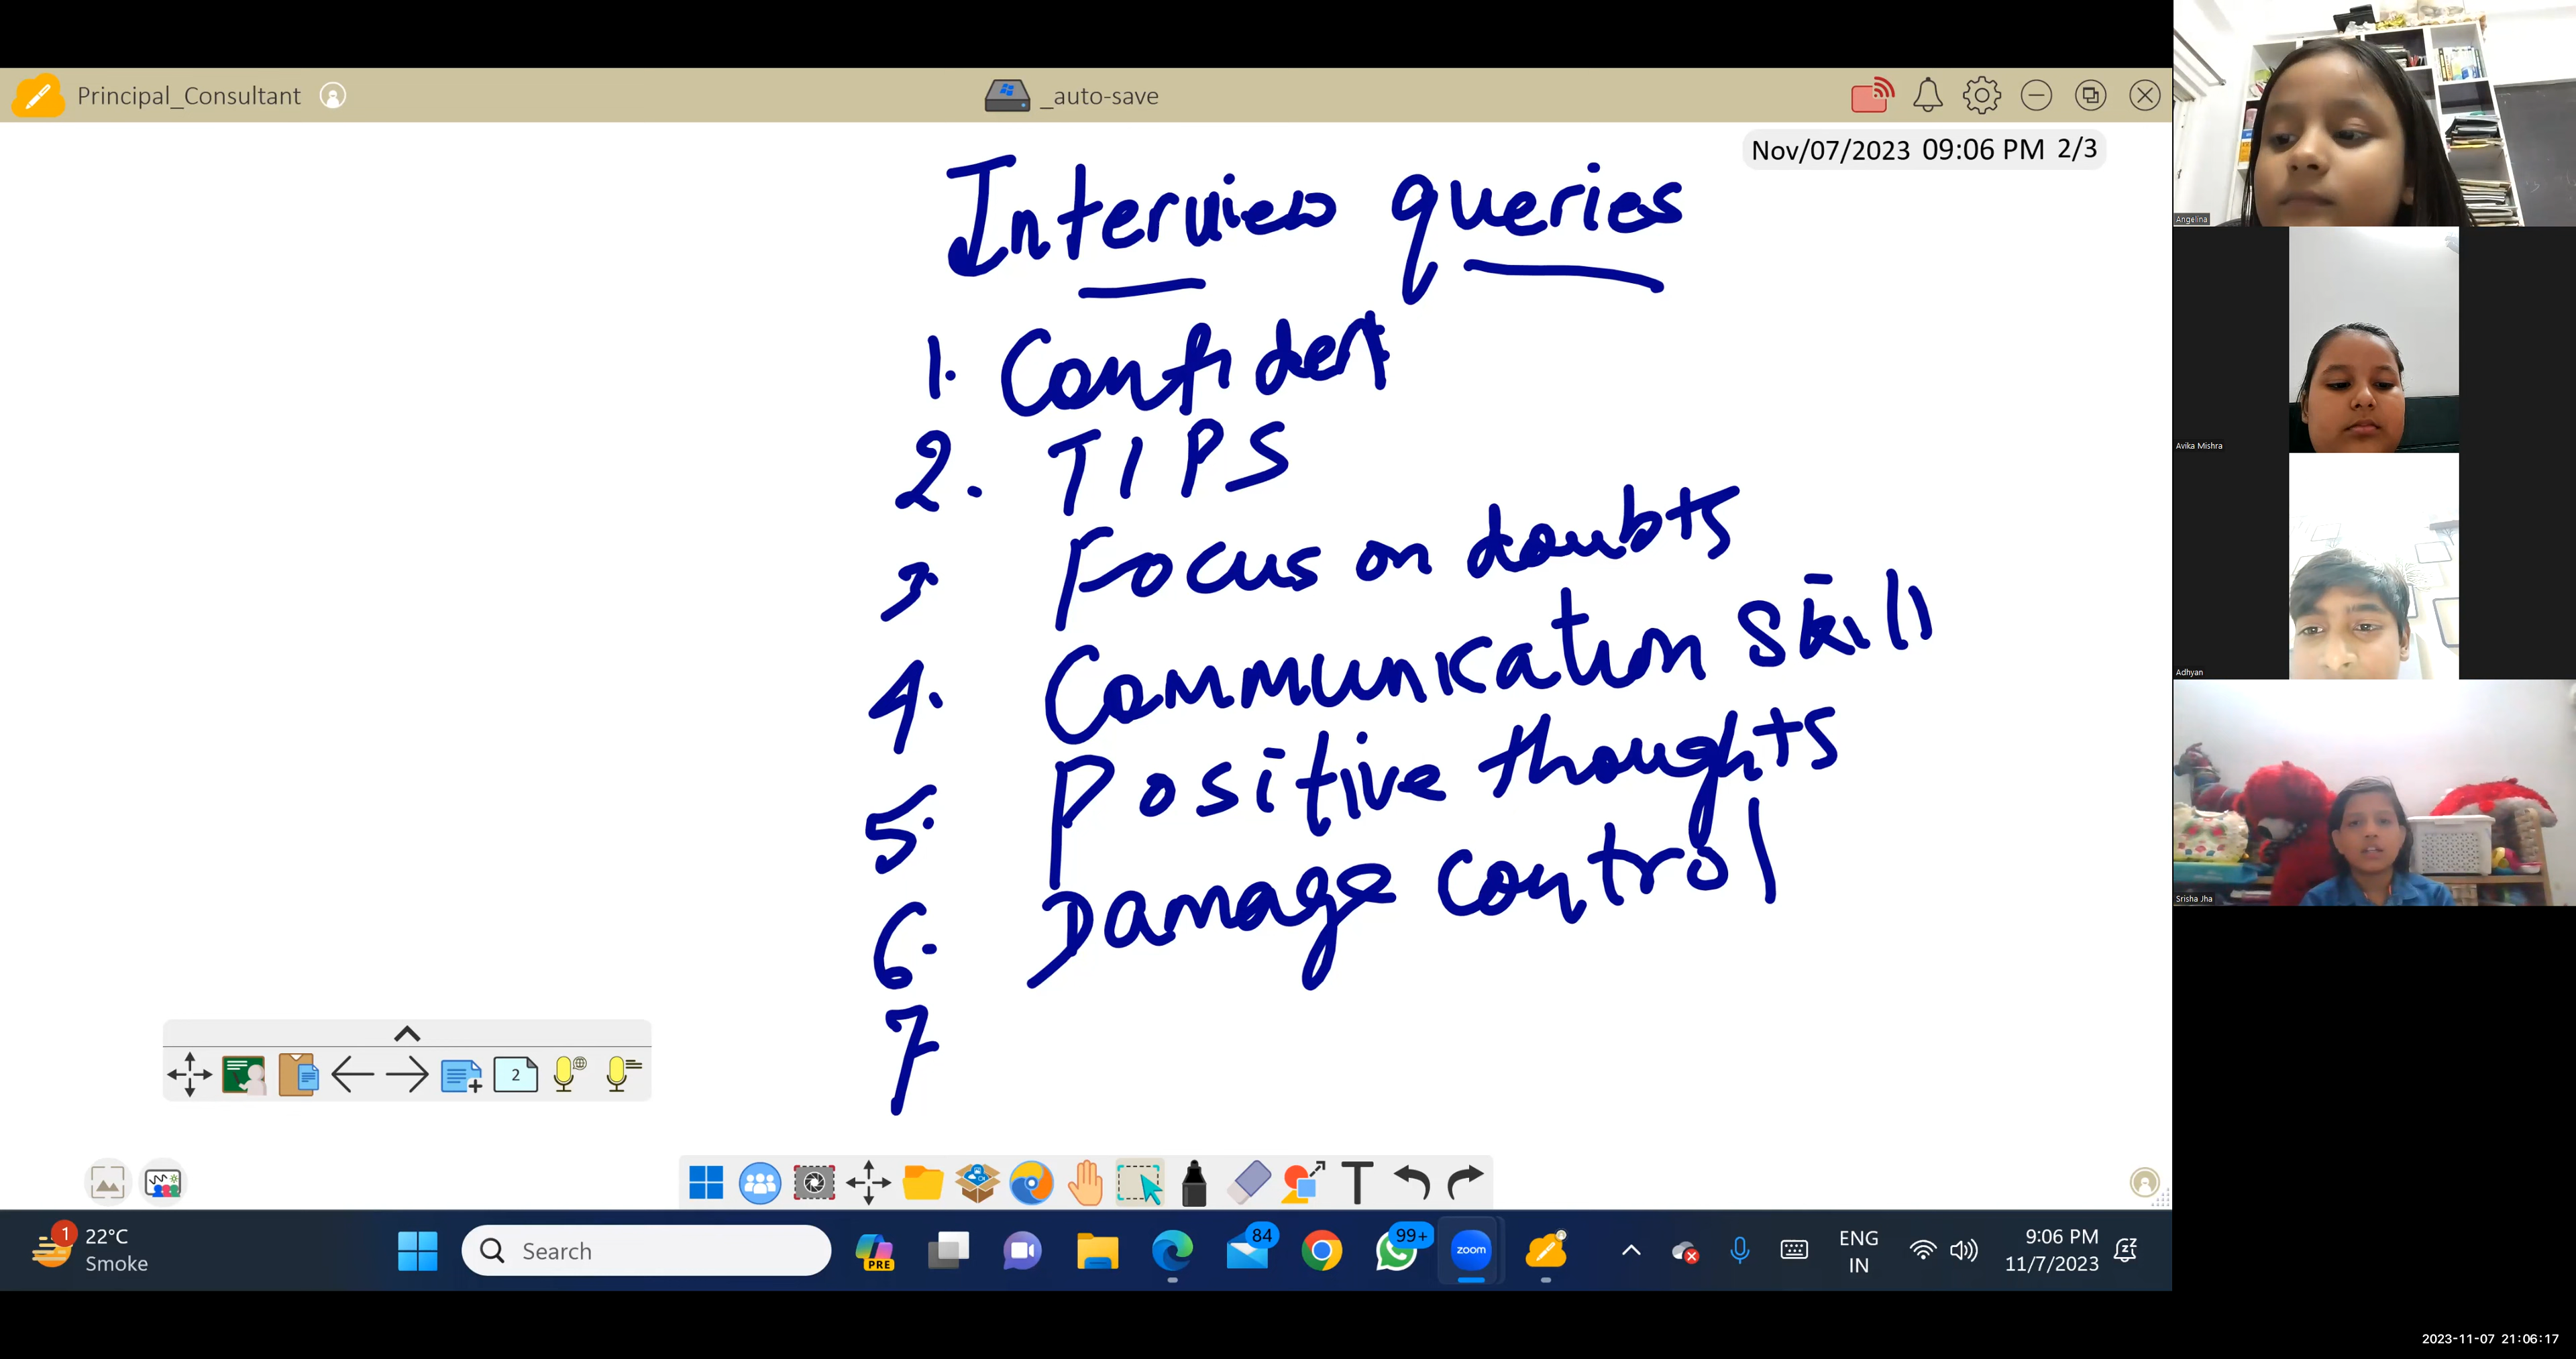 Principal_Consultant
_auto-save
Nov/07/2023 09:06 PM 2/3
Interview queries
1. Confident
2. TIPS
3. Focus on doubts
4. Communication skill
5. Positive thoughts
6. Damage control
7
2
Angelina
Avika Mishra
Adhyan
Srisha Jha
1
22°C
Smoke
Search
PRE
84
99+
zoom
ENG
IN
9:06 PM
11/7/2023
2023-11-07 21:06:17